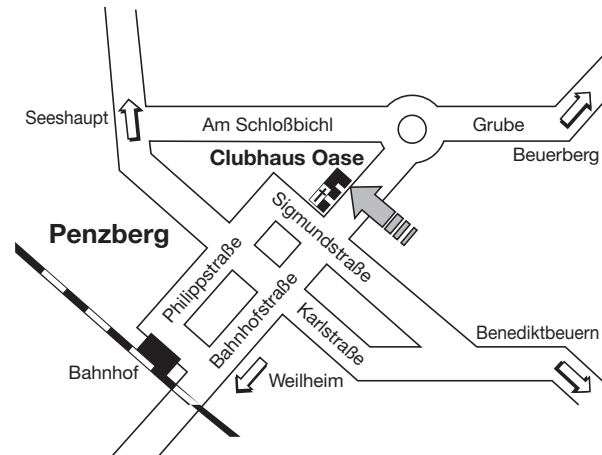 Seeshaupt
Am Schloßbichl
Grube
Beuerberg
Clubhaus Oase
Penzberg
Sigmundstraße
Philippstraße
Bahnhofstraße
Karlstraße
Benediktbeuern
Bahnhof
Weilheim